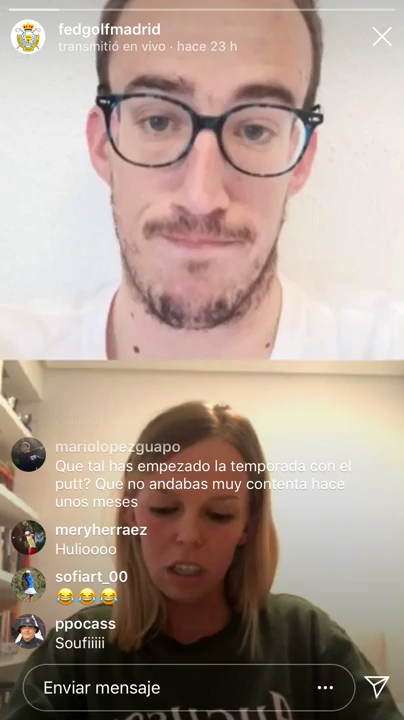 fedgolfmadrid
transmitió en vivo · hace 23 h
mariolopezguapo
Que tal has empezado la temporada con el
putt? Que no andabas muy contenta hace
unos meses
meryherraez
Hulioooo
sofiart_00
😂😂😂
ppocass
Soufiiiii
Enviar mensaje